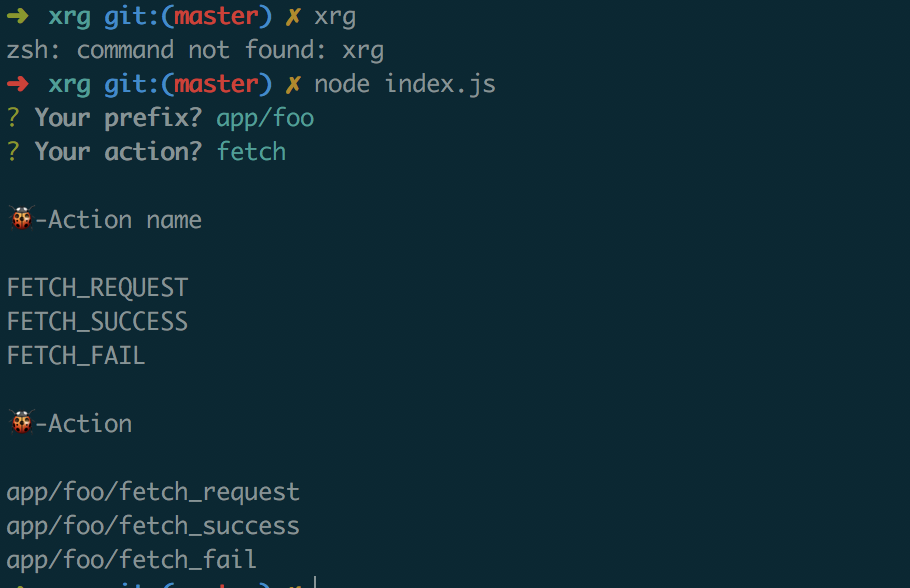 ➜ xrg git:(master) ✗ xrg
zsh: command not found: xrg
➜ xrg git:(master) ✗ node index.js
? Your prefix? app/foo
? Your action? fetch
🐞-Action name
FETCH_REQUEST
FETCH_SUCCESS
FETCH_FAIL
🐞-Action
app/foo/fetch_request
app/foo/fetch_success
app/foo/fetch_fail